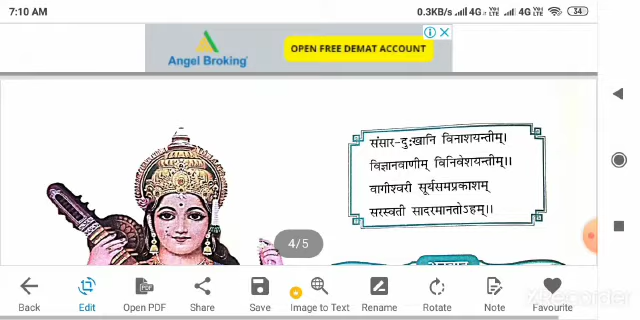 7:10 AM 0.3KB/s 4G VoLTE 4G VoLTE 34
Angel Broking OPEN FREE DEMAT ACCOUNT
संसार-दुःखानि विनाशयन्तीम्।
विज्ञानवाणीम् विनिवेशयन्तीम्।।
वागीश्वरी सूर्यसमप्रकाशम्
सरस्वती सादरमानतोऽहम्।।
4/5
Back Edit Open PDF Share Save Image to Text Rename Rotate Note Favourite